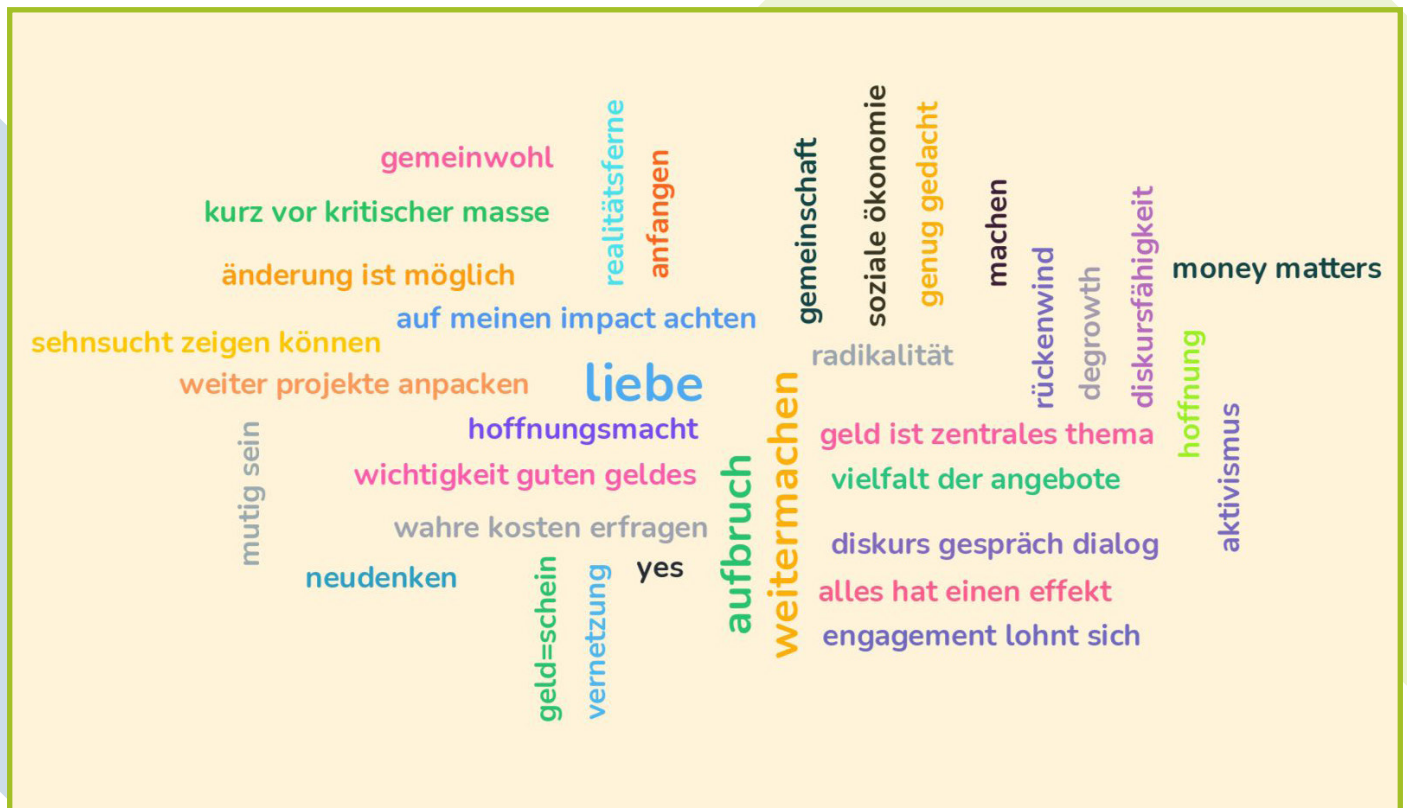 gemeinwohl
kurz vor kritischer masse
änderung ist möglich
realitätsferne
anfangen
auf meinen impact achten
sehnsucht zeigen können
weiter projekte anpacken
liebe
hoffnungsmacht
wichtigkeit guten geldes
mutig sein
wahre kosten erfragen
neudenken
geld=schein
vernetzung
yes
aufbruch
weitermachen
gemeinschaft
soziale ökonomie
genug gedacht
machen
rückenwind
degrowth
diskursfähigkeit
money matters
radikalität
hoffnung
aktivismus
geld ist zentrales thema
vielfalt der angebote
diskurs gespräch dialog
alles hat einen effekt
engagement lohnt sich